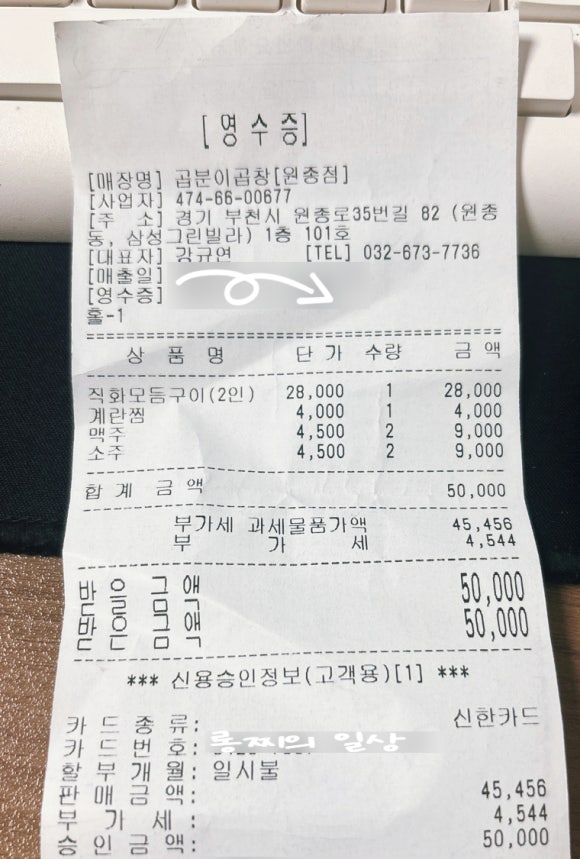 [영수증]
[매장명] 곱분이곱창[원종점]
[사업자] 474-66-00677
[주 소] 경기 부천시 원종로35번길 82 (원종
동, 삼성그린빌라) 1층 101호
[대표자] 강규연 [TEL] 032-673-7736
[매출일]
[영수증]
홀-1
상 품 명 단 가 수량 금 액
직화모둠구이(2인) 28,000 1 28,000
계란찜 4,000 1 4,000
맥주 4,500 2 9,000
소주 4,500 2 9,000
합 계 금 액 50,000
부가세 과세물품가액 45,456
부 가 세 4,544
받 을 금 액 50,000
받 은 금 액 50,000
*** 신용승인정보(고객용)[1] ***
카 드 종 류: 신한카드
카 드 번 호: 룽찌의 일상
할 부 개 월: 일시불
판 매 금 액: 45,456
부 가 세 : 4,544
승 인 금 액: 50,000